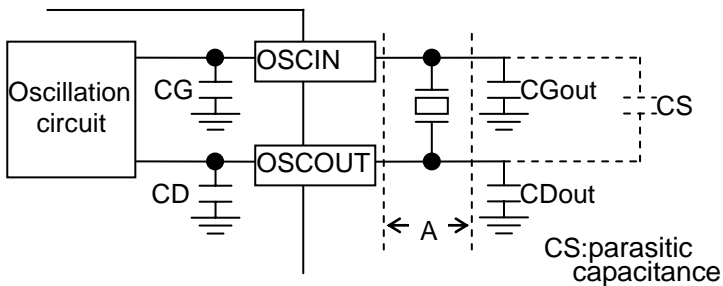 OSCIN
CG
CGout
Oscillation
circuit
CS
OSCOUT
CD
CDout
A
CS:parasitic
capacitance